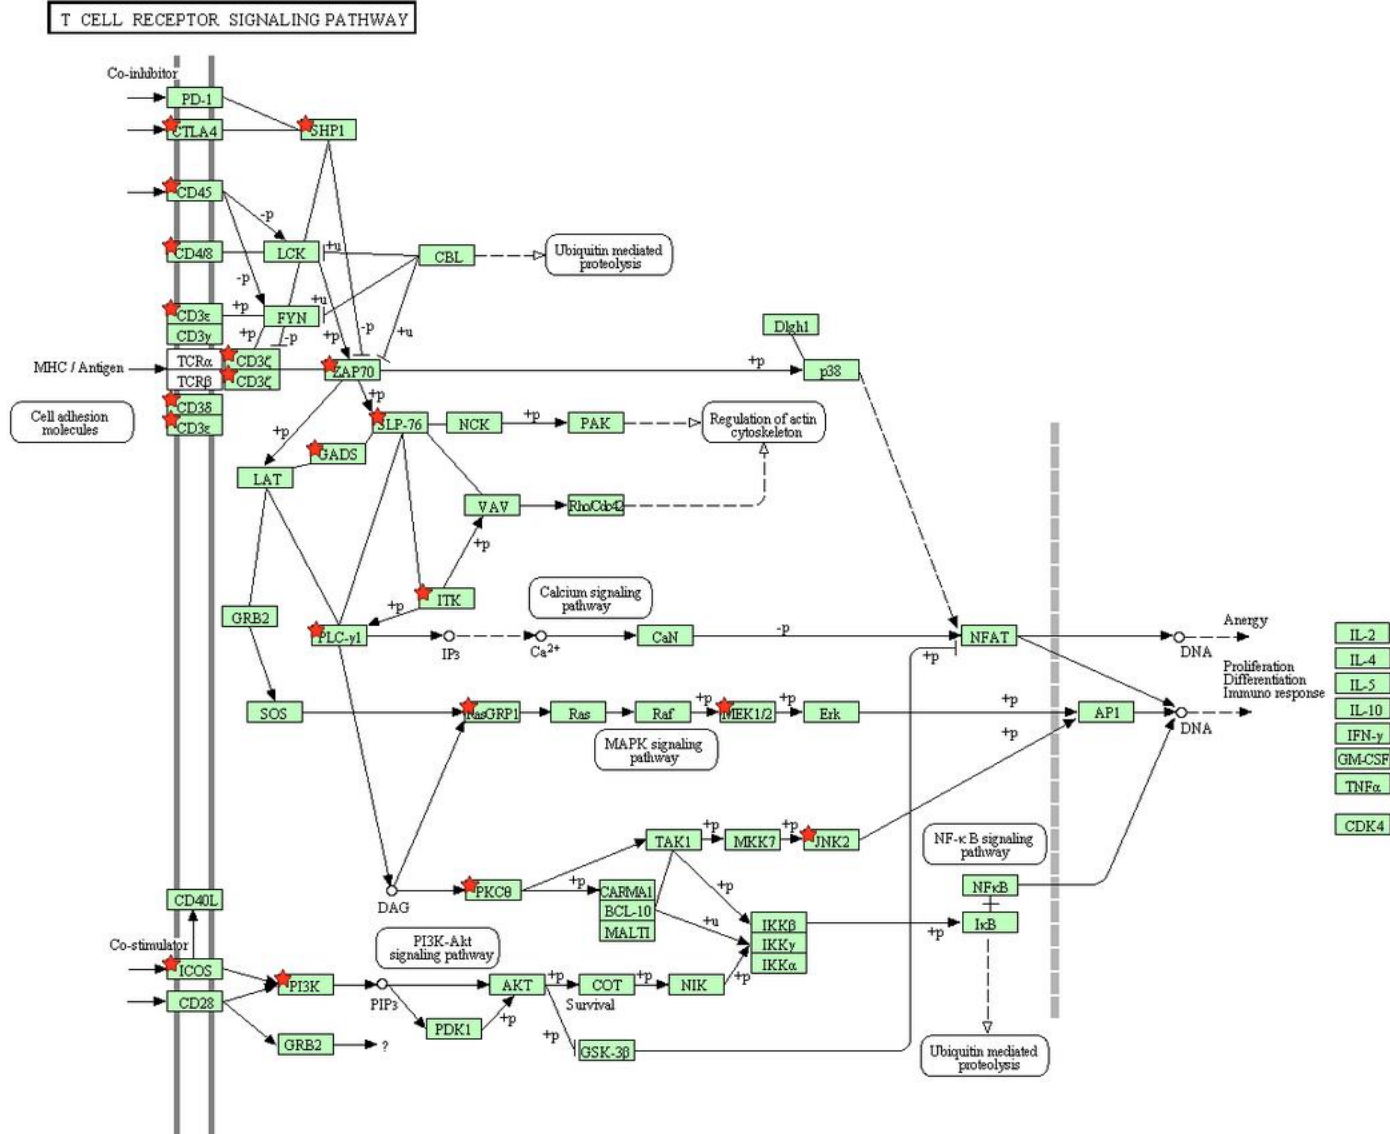 T CELL RECEPTOR SIGNALING PATHWAY
Co-inhibitor
PD-1
CTLA4
SHP1
CD45
-p
CD4/8
LCK
+u
CBL
Ubiquitin mediated
proteolysis
-p
CD3ε
+p
FYN
+u
CD3γ
+p
-p
+p
-p
+u
Dlgh1
MHC / Antigen
TCRα
CD3ζ
TCRβ
CD3ζ
ZAP70
+p
p38
+p
Cell adhesion
molecules
CD3δ
CD3ε
SLP-76
NCK
+p
PAK
Regulation of actin
cytoskeleton
+p
GADS
LAT
VAV
Rho/Cdc42
+p
ITK
Calcium signaling
pathway
+p
GRB2
PLC-γ1
IP3
Ca2+
CaN
-p
NFAT
+p
DNA
Anergy
Proliferation
Differentiation
Immuno response
IL-2
IL-4
IL-5
IL-10
IFN-γ
GM-CSF
TNFα
CDK4
SOS
RasGRP1
Ras
Raf
+p
MEK1/2
+p
Erk
+p
AP1
DNA
MAPK signaling
pathway
+p
TAK1
+p
MKK7
+p
JNK2
NF-κB signaling
pathway
DAG
PKCθ
+p
CARMA1
BCL-10
MALT1
+p
+u
IKKβ
IKKγ
IKKα
+p
NFκB
IκB
CD40L
Co-stimulator
ICOS
CD28
PI3K
PIP3
PI3K-Akt
signaling pathway
AKT
+p
COT
+p
NIK
+p
Survival
PDK1
+p
+p
GSK-3β
GRB2
?
Ubiquitin mediated
proteolysis